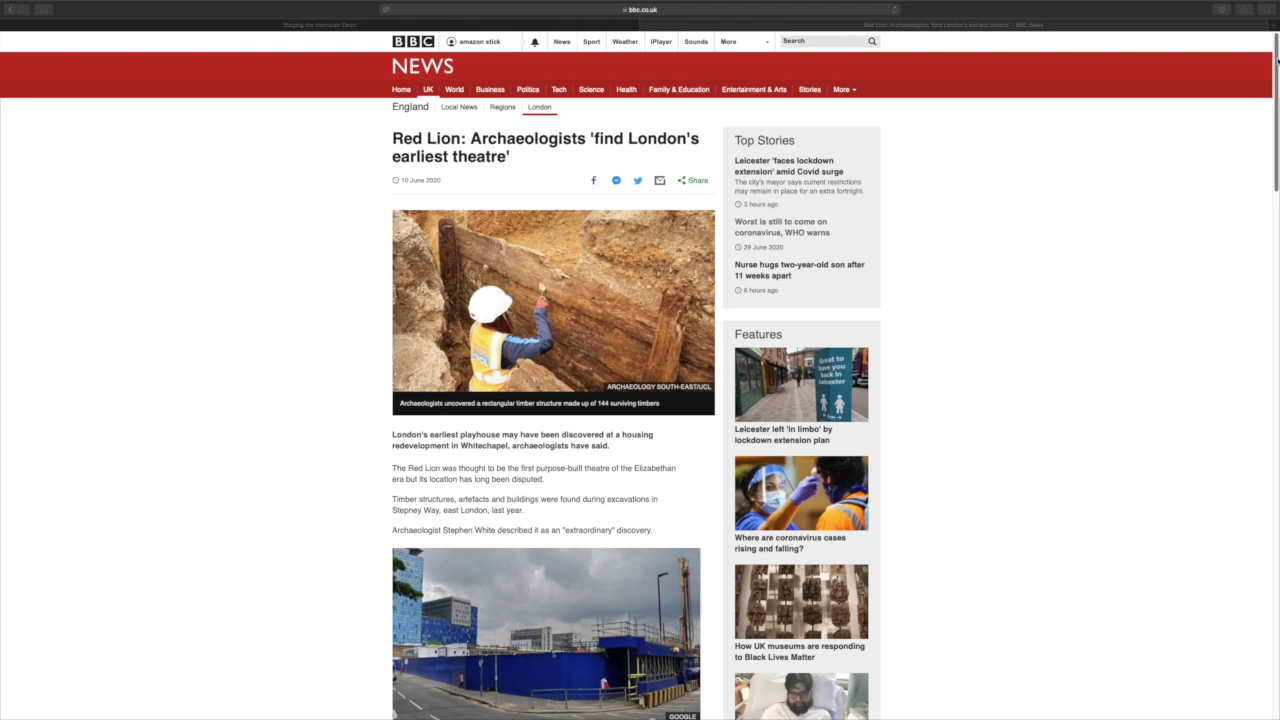 bbc.co.uk
Staging the Henrician Court
Red Lion: Archaeologists 'find London's earliest theatre' - BBC News
BBC amazon stick News Sport Weather iPlayer Sounds More Search
NEWS
Home UK World Business Politics Tech Science Health Family & Education Entertainment & Arts Stories More
England Local News Regions London
Red Lion: Archaeologists 'find London's
earliest theatre'
10 June 2020
Share
ARCHAEOLOGY SOUTH-EAST/UCL
Archaeologists uncovered a rectangular timber structure made up of 144 surviving timbers
London's earliest playhouse may have been discovered at a housing
redevelopment in Whitechapel, archaeologists have said.
The Red Lion was thought to be the first purpose-built theatre of the Elizabethan
era but its location has long been disputed.
Timber structures, artefacts and buildings were found during excavations in
Stepney Way, east London, last year.
Archaeologist Stephen White described it as an "extraordinary" discovery.
GOOGLE
Top Stories
Leicester 'faces lockdown
extension' amid Covid surge
The city's mayor says current restrictions
may remain in place for an extra fortnight.
3 hours ago
Worst is still to come on
coronavirus, WHO warns
29 June 2020
Nurse hugs two-year-old son after
11 weeks apart
6 hours ago
Features
Great to
have you
back in
Leicester
Leicester left 'in limbo' by
lockdown extension plan
Where are coronavirus cases
rising and falling?
How UK museums are responding
to Black Lives Matter